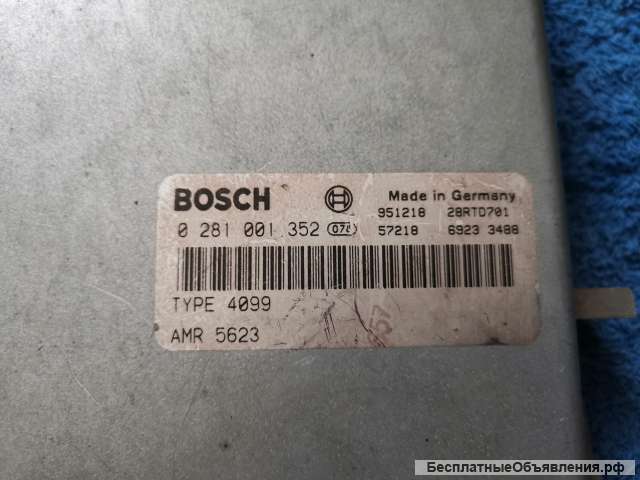 BOSCH Made in Germany
951218 28RTD701
0 281 001 352 57218 6923 3488
TYPE 4099
AMR 5623
БесплатныеОбъявления.рф